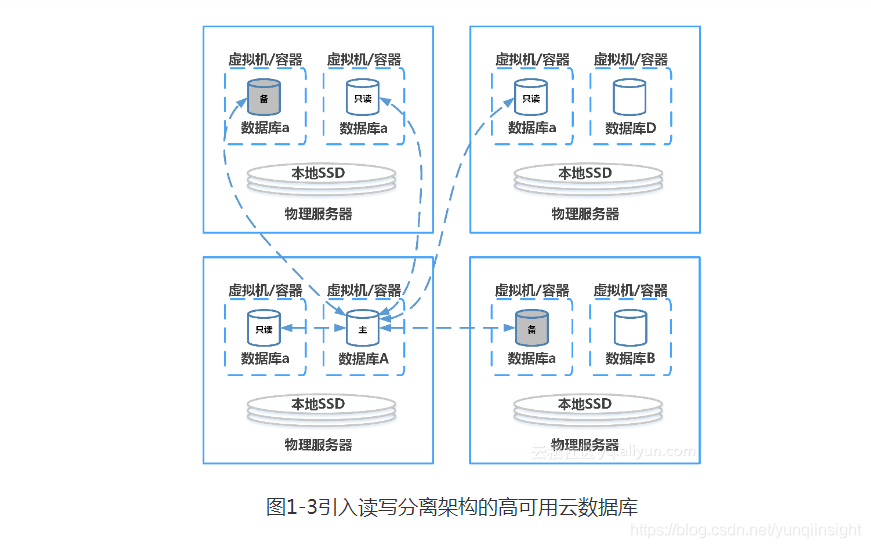 虚拟机/容器 虚拟机/容器
备 只读
数据库a 数据库a
本地SSD
物理服务器
虚拟机/容器 虚拟机/容器
只读
数据库a 数据库D
本地SSD
物理服务器
虚拟机/容器 虚拟机/容器
只读 主
数据库a 数据库A
本地SSD
物理服务器
虚拟机/容器 虚拟机/容器
备
数据库a 数据库B
本地SSD
物理服务器
云栖社区 yq.aliyun.com
图1-3引入读写分离架构的高可用云数据库
https://blog.csdn.net/yunqiinsight